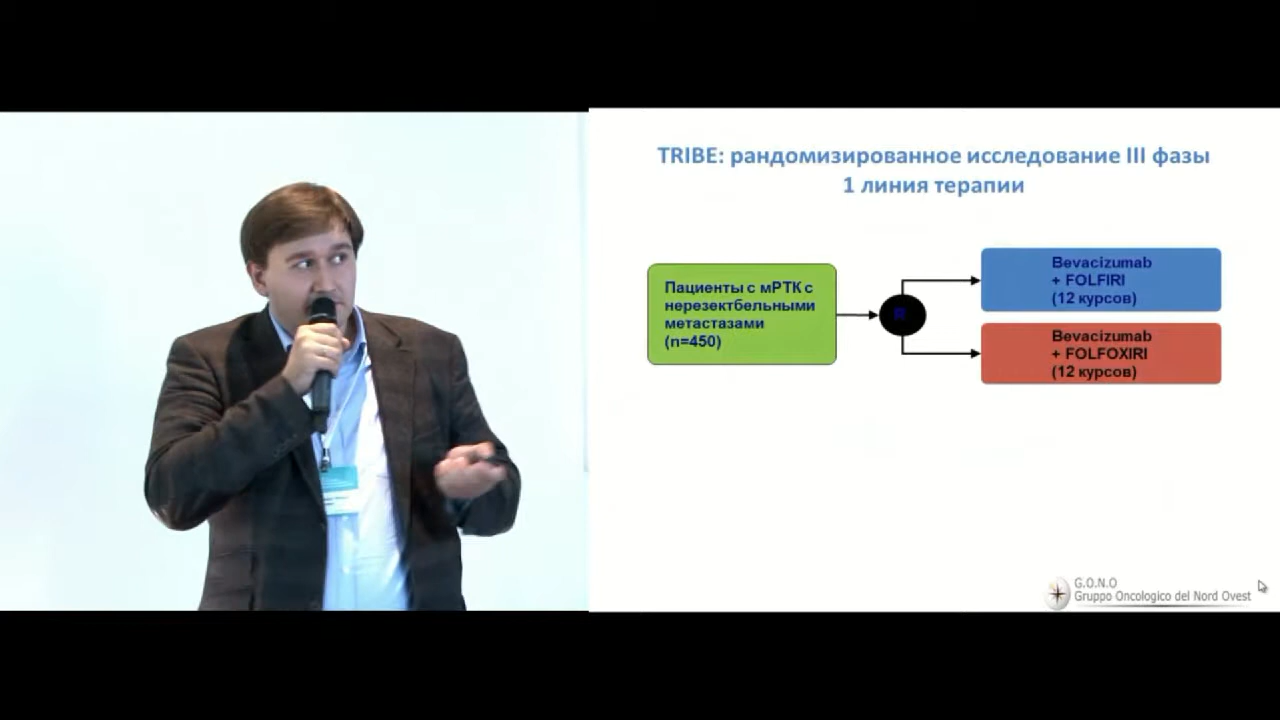 TRIBE: рандомизированное исследование III фазы
1 линия терапии
Пациенты с мРТК с
нерезектбельными
метастазами
(n=450)
R
Bevacizumab
+ FOLFIRI
(12 курсов)
Bevacizumab
+ FOLFOXIRI
(12 курсов)
G.O.N.O
Gruppo Oncologico del Nord Ovest